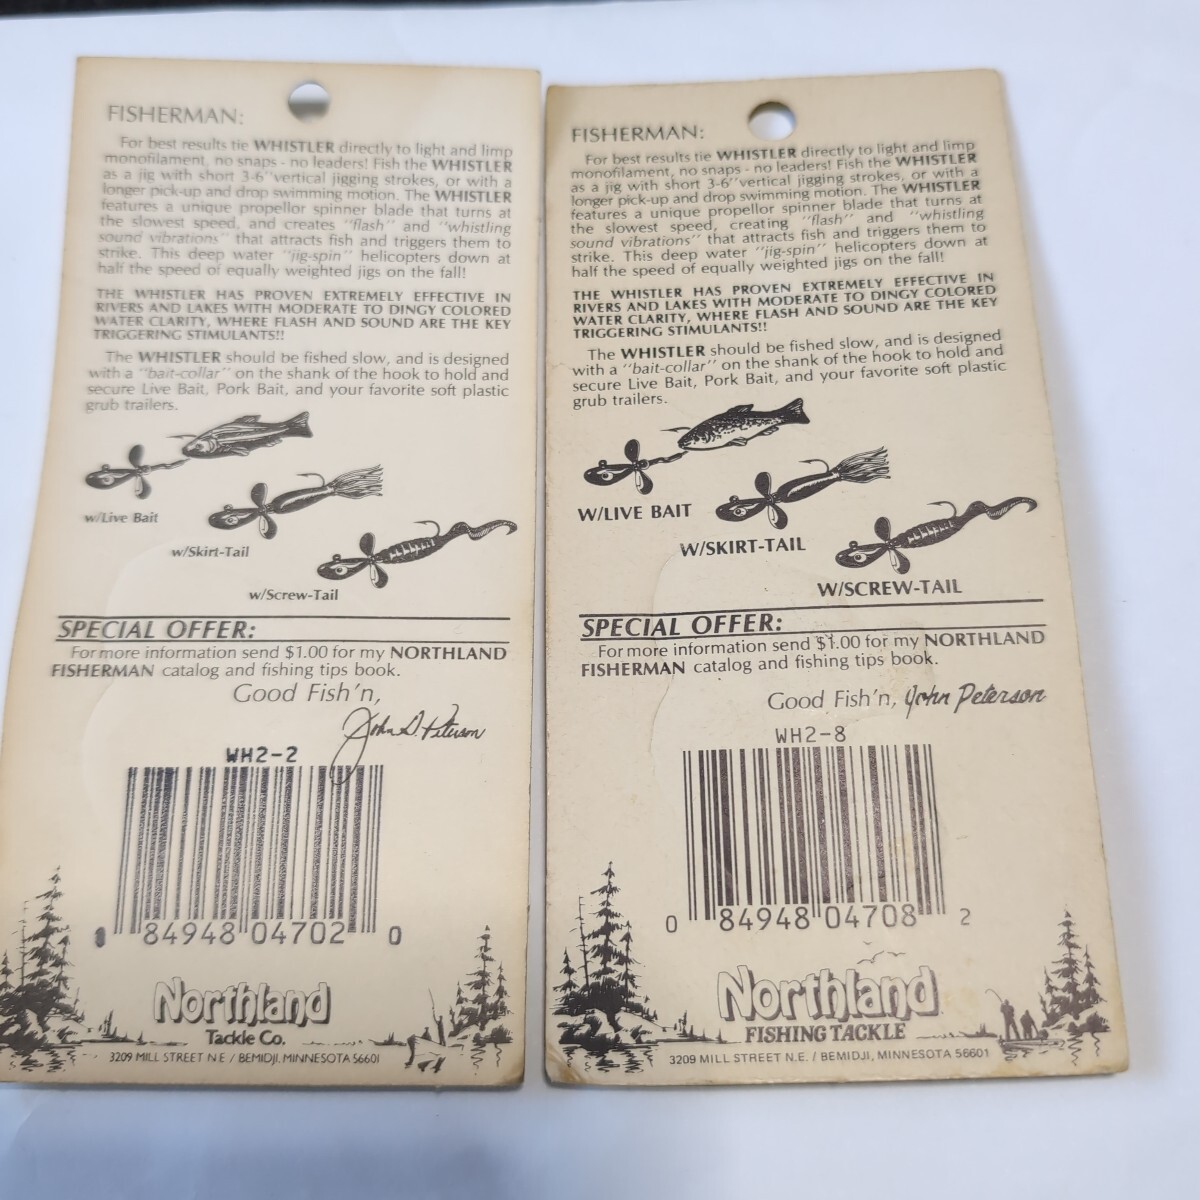 FISHERMAN:
For best results tie WHISTLER directly to light and limp
monofilament, no snaps - no leaders! Fish the WHISTLER
as a jig with short 3-6'' vertical jigging strokes, or with a
longer pick-up and drop swimming motion. The WHISTLER
features a unique propellor spinner blade that turns at
the slowest speed, and creates "flash" and "whistling
sound vibrations" that attracts fish and triggers them to
strike. This deep water "jig-spin" helicopters down at
half the speed of equally weighted jigs on the fall!
THE WHISTLER HAS PROVEN EXTREMELY EFFECTIVE IN
RIVERS AND LAKES WITH MODERATE TO DINGY COLORED
WATER CLARITY, WHERE FLASH AND SOUND ARE THE KEY
TRIGGERING STIMULANTS!!
The WHISTLER should be fished slow, and is designed
with a "bait-collar" on the shank of the hook to hold and
secure Live Bait, Pork Bait, and your favorite soft plastic
grub trailers.
w/Live Bait
w/Skirt-Tail
w/Screw-Tail
SPECIAL OFFER:
For more information send $1.00 for my NORTHLAND
FISHERMAN catalog and fishing tips book.
Good Fish'n,
John D. Peterson
WH2-2
0 84948 04702 0
Northland
Tackle Co.
3209 MILL STREET N.E / BEMIDJI, MINNESOTA 56601
FISHERMAN:
For best results tie WHISTLER directly to light and limp
monofilament, no snaps - no leaders! Fish the WHISTLER
as a jig with short 3-6'' vertical jigging strokes, or with a
longer pick-up and drop swimming motion. The WHISTLER
features a unique propellor spinner blade that turns at
the slowest speed, creating "flash" and "whistling
sound vibrations" that attracts fish and triggers them to
strike. This deep water "jig-spin" helicopters down at
half the speed of equally weighted jigs on the fall!
THE WHISTLER HAS PROVEN EXTREMELY EFFECTIVE IN
RIVERS AND LAKES WITH MODERATE TO DINGY COLORED
WATER CLARITY, WHERE FLASH AND SOUND ARE THE KEY
TRIGGERING STIMULANTS!!
The WHISTLER should be fished slow, and is designed
with a "bait-collar" on the shank of the hook to hold and
secure Live Bait, Pork Bait, and your favorite soft plastic
grub trailers.
W/LIVE BAIT
W/SKIRT-TAIL
W/SCREW-TAIL
SPECIAL OFFER:
For more information send $1.00 for my NORTHLAND
FISHERMAN catalog and fishing tips book.
Good Fish'n, John Peterson
WH2-8
0 84948 04708 2
Northland
FISHING TACKLE
3209 MILL STREET N.E. / BEMIDJI, MINNESOTA 56601